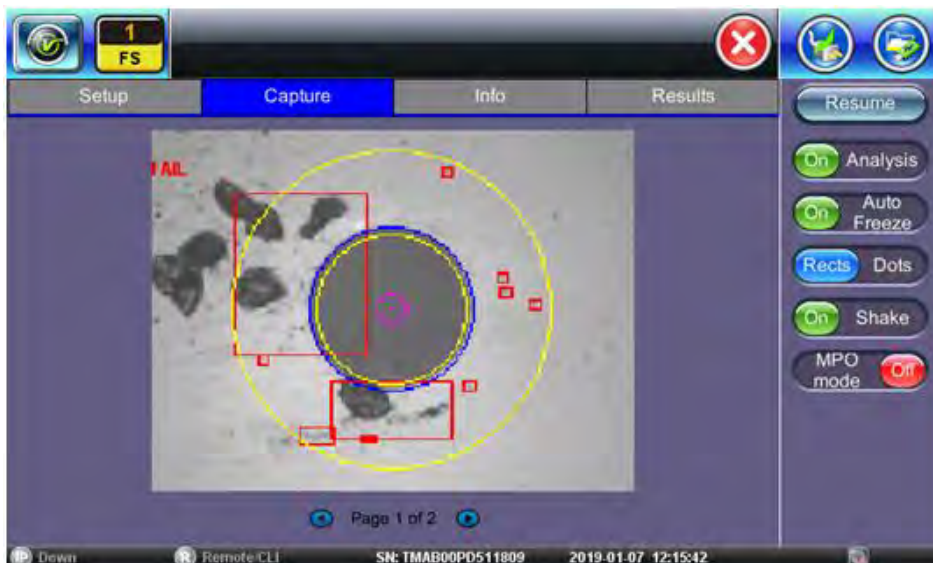 1
FS
Setup
Capture
Info
Results
Resume
On Analysis
On Auto Freeze
Rects Dots
On Shake
MPO mode Off
FAIL
Page 1 of 2
IP Down
R Remote/CLI
SN: TMAB00PD511809
2019-01-07 12:15:42